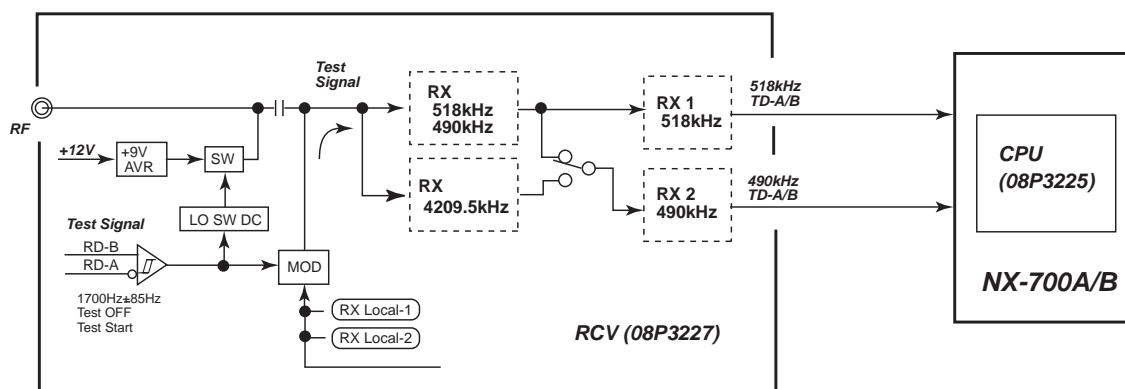 RF
Test
Signal
RX
518kHz
490kHz
RX 1
518kHz
518kHz
TD-A/B
+12V
+9V
AVR
SW
RX
4209.5kHz
RX 2
490kHz
490kHz
TD-A/B
CPU
(08P3225)
LO SW DC
Test Signal
RD-B
RD-A
MOD
1700Hz±85Hz
Test OFF
Test Start
RX Local-1
RX Local-2
RCV (08P3227)
NX-700A/B